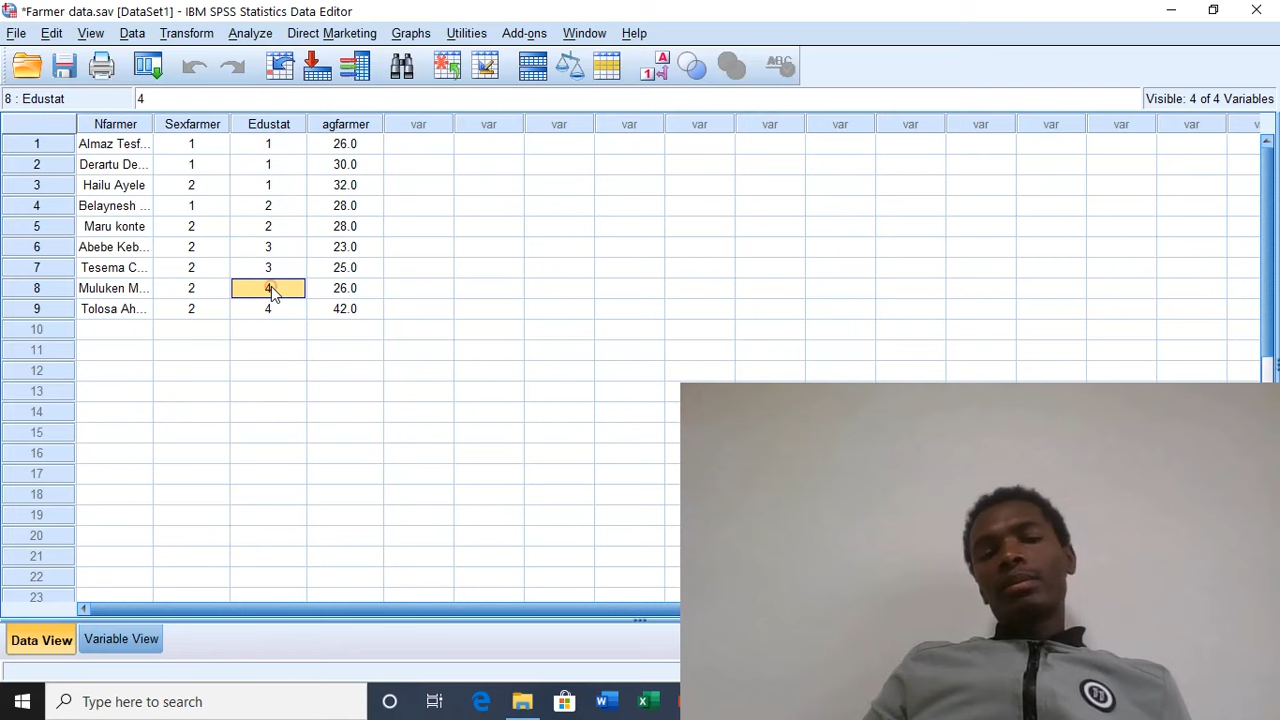 *Farmer data.sav [DataSet1] - IBM SPSS Statistics Data Editor
File Edit View Data Transform Analyze Direct Marketing Graphs Utilities Add-ons Window Help
8 : Edustat 4 Visible: 4 of 4 Variables
Nfarmer Sexfarmer Edustat agfarmer var var var var var var var var var var var var
1 Almaz Tesf... 1 1 26.0
2 Derartu De... 1 1 30.0
3 Hailu Ayele 2 1 32.0
4 Belaynesh ... 1 2 28.0
5 Maru konte 2 2 28.0
6 Abebe Keb... 2 3 23.0
7 Tesema C... 2 3 25.0
8 Muluken M... 2 4 26.0
9 Tolosa Ah... 2 4 42.0
10
11
12
13
14
15
16
17
18
19
20
21
22
23
Data View Variable View
Type here to search